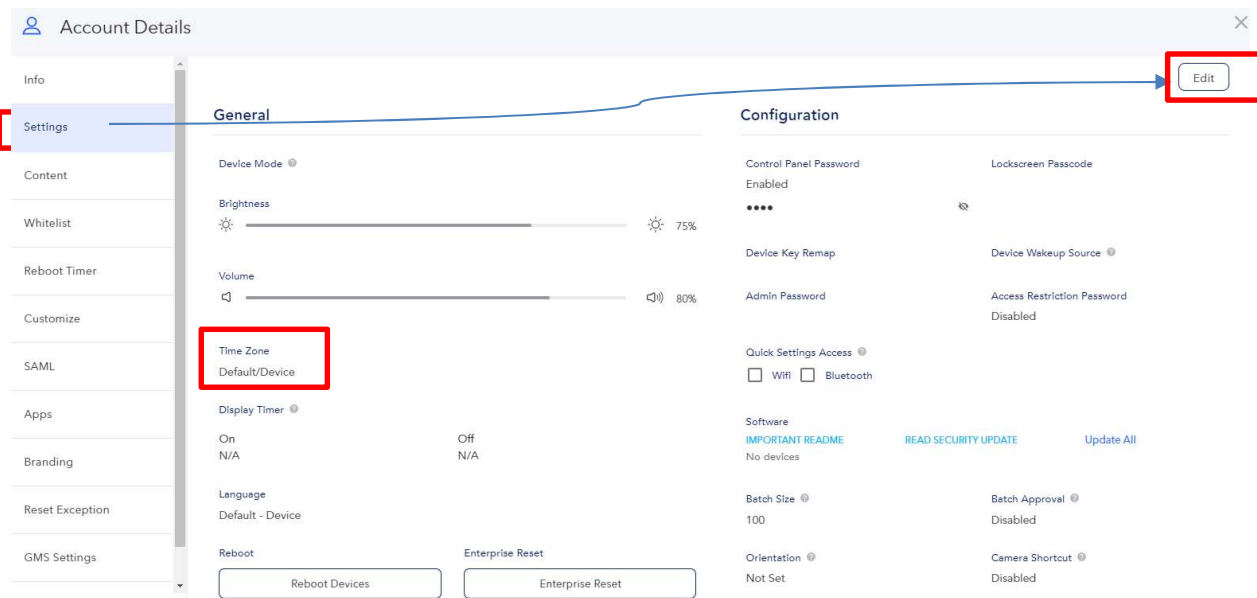 Account Details
Info
Settings
Content
Whitelist
Reboot Timer
Customize
SAML
Apps
Branding
Reset Exception
GMS Settings
Edit
General
Device Mode
Brightness
75%
Volume
80%
Time Zone
Default/Device
Display Timer
On Off
N/A N/A
Language
Default - Device
Reboot Enterprise Reset
Reboot Devices Enterprise Reset
Configuration
Control Panel Password Lockscreen Passcode
Enabled
Device Key Remap Device Wakeup Source
Admin Password Access Restriction Password
Disabled
Quick Settings Access
Wifi Bluetooth
Software
IMPORTANT README READ SECURITY UPDATE Update All
No devices
Batch Size Batch Approval
100 Disabled
Orientation Camera Shortcut
Not Set Disabled